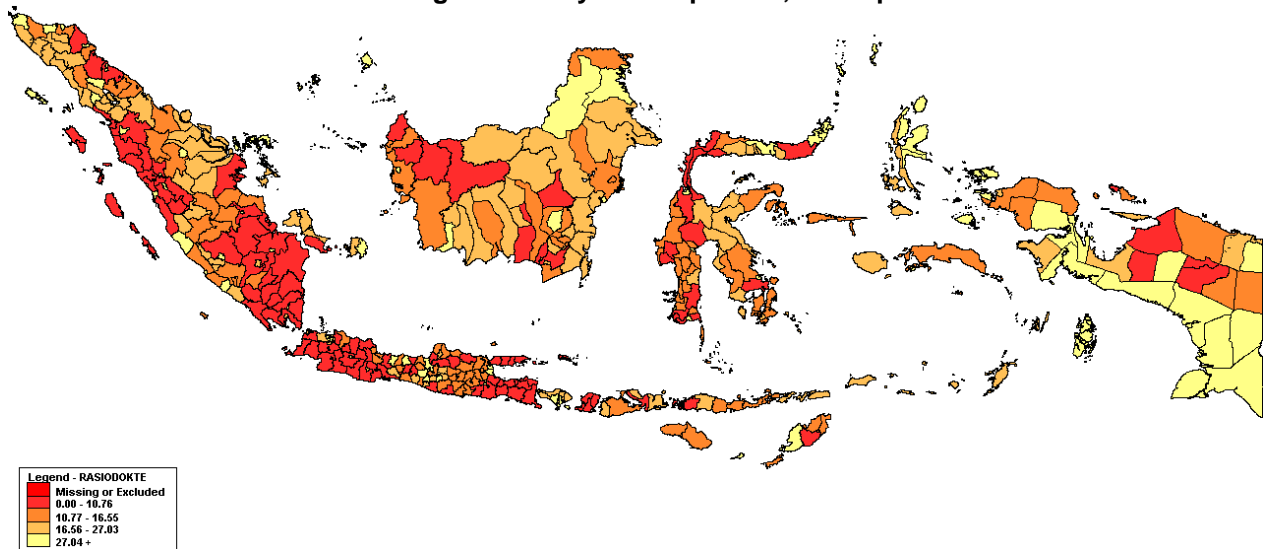 Legend - RASIODOKTE
Missing or Excluded
0.00 - 10.76
10.77 - 16.55
16.56 - 27.03
27.04 +